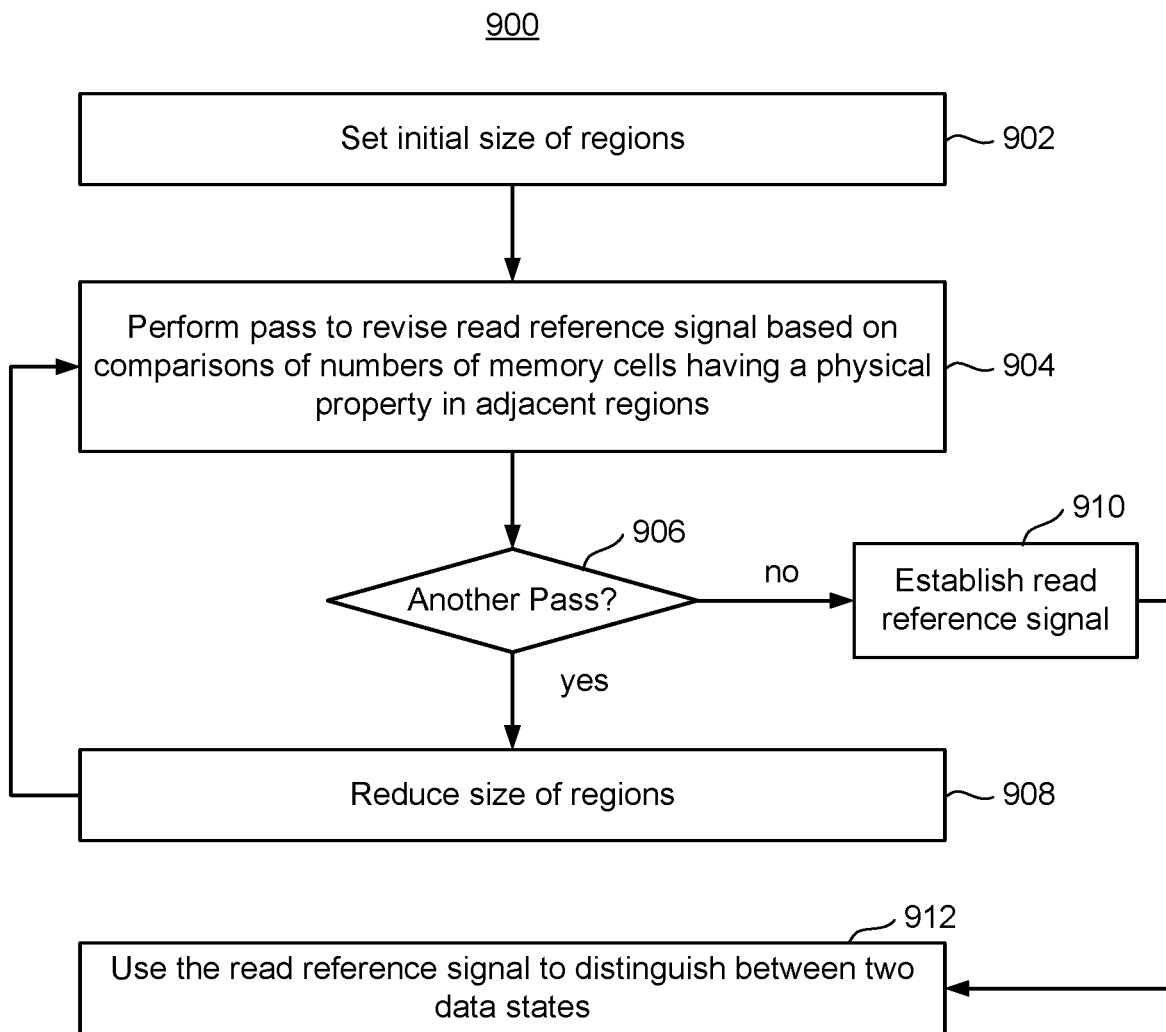 900
Set initial size of regions
902
Perform pass to revise read reference signal based on
comparisons of numbers of memory cells having a physical
property in adjacent regions
904
906
Another Pass?
no
910
Establish read
reference signal
yes
Reduce size of regions
908
912
Use the read reference signal to distinguish between two
data states